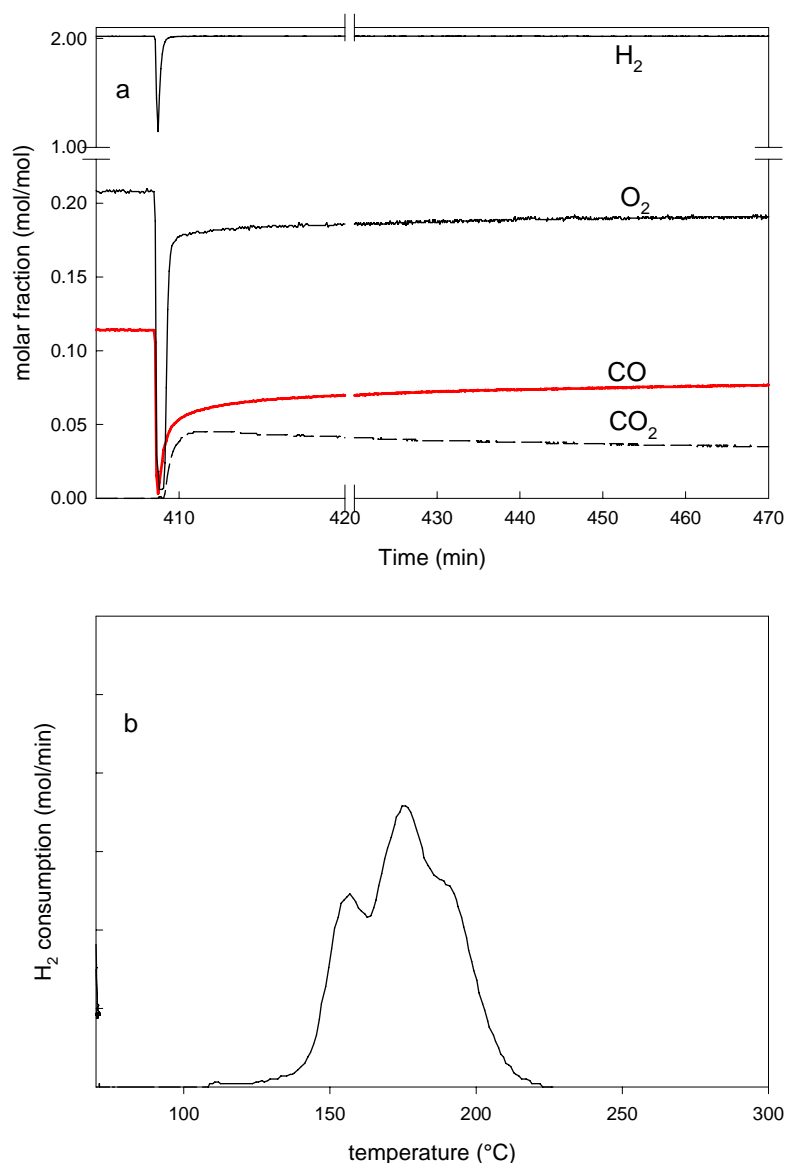 2.00
H2
a
1.00
molar fraction (mol/mol)
0.20
O2
0.15
0.10
CO
0.05
CO2
0.00
410 420 430 440 450 460 470
Time (min)
b
H2 consumption (mol/min)
100 150 200 250 300
temperature (°C)